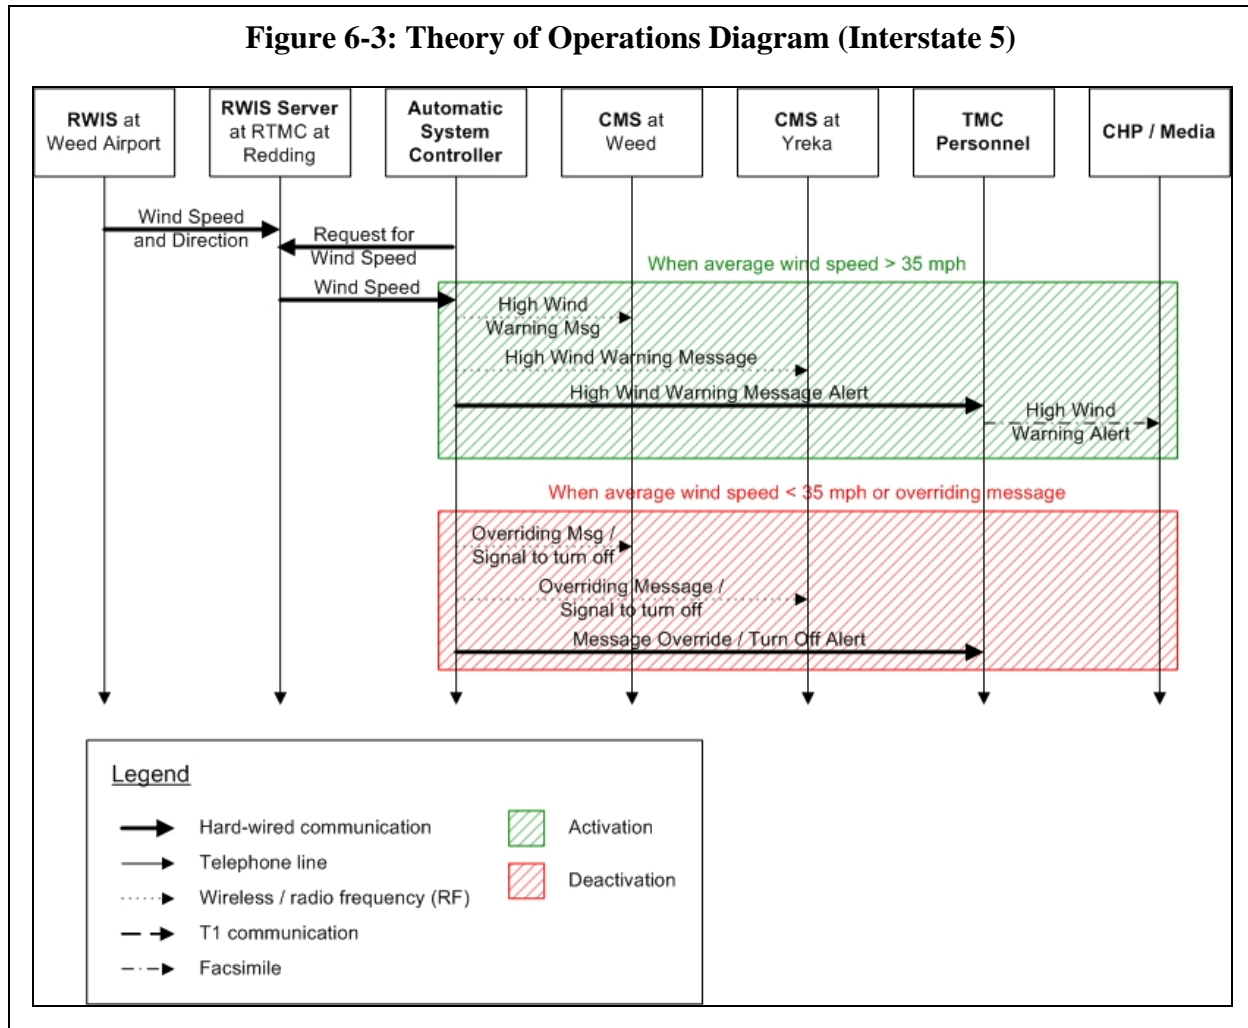 Figure 6-3: Theory of Operations Diagram (Interstate 5)
RWIS at
Weed Airport
RWIS Server
at RTMC at
Redding
Automatic
System
Controller
CMS at
Weed
CMS at
Yreka
TMC
Personnel
CHP / Media
Wind Speed
and Direction
Request for
Wind Speed
When average wind speed > 35 mph
Wind Speed
High Wind
Warning Msg
High Wind Warning Message
High Wind Warning Message Alert
High Wind
Warning Alert
When average wind speed < 35 mph or overriding message
Overriding Msg /
Signal to turn off
Overriding Message /
Signal to turn off
Message Override / Turn Off Alert
Legend
Hard-wired communication
Telephone line
Wireless / radio frequency (RF)
T1 communication
Facsimile
Activation
Deactivation